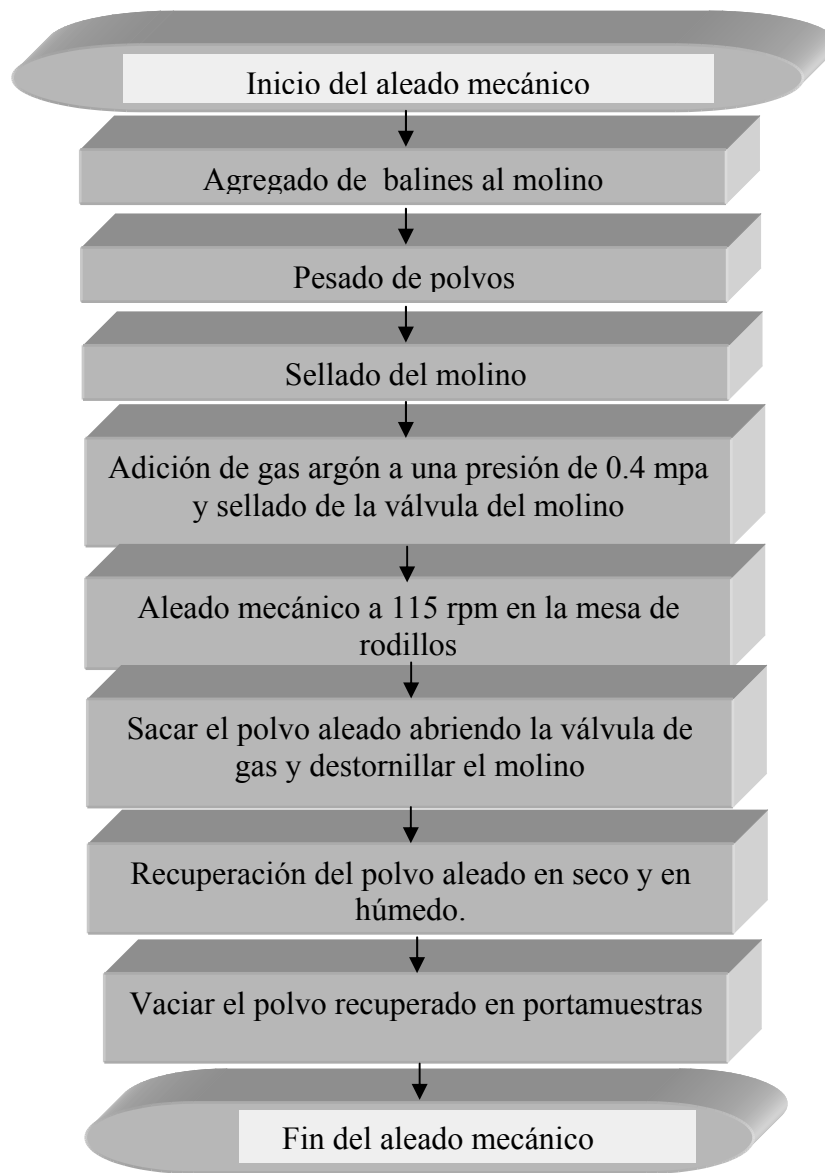 Inicio del aleado mecánico
Agregado de balines al molino
Pesado de polvos
Sellado del molino
Adición de gas argón a una presión de 0.4 mpa
y sellado de la válvula del molino
Aleado mecánico a 115 rpm en la mesa de
rodillos
Sacar el polvo aleado abriendo la válvula de
gas y destornillar el molino
Recuperación del polvo aleado en seco y en
húmedo.
Vaciar el polvo recuperado en portamuestras
Fin del aleado mecánico